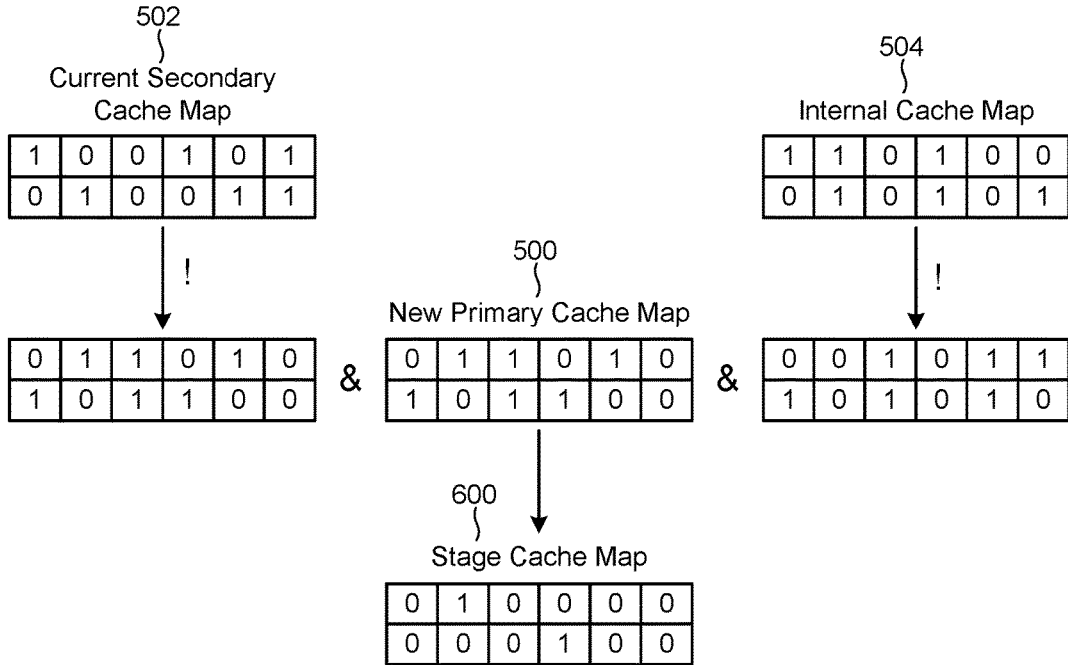 502
Current Secondary
Cache Map
1 0 0 1 0 1
0 1 0 0 1 1
!
0 1 1 0 1 0
1 0 1 1 0 0
&
500
New Primary Cache Map
0 1 1 0 1 0
1 0 1 1 0 0
&
504
Internal Cache Map
1 1 0 1 0 0
0 1 0 1 0 1
!
0 0 1 0 1 1
1 0 1 0 1 0
600
Stage Cache Map
0 1 0 0 0 0
0 0 0 1 0 0